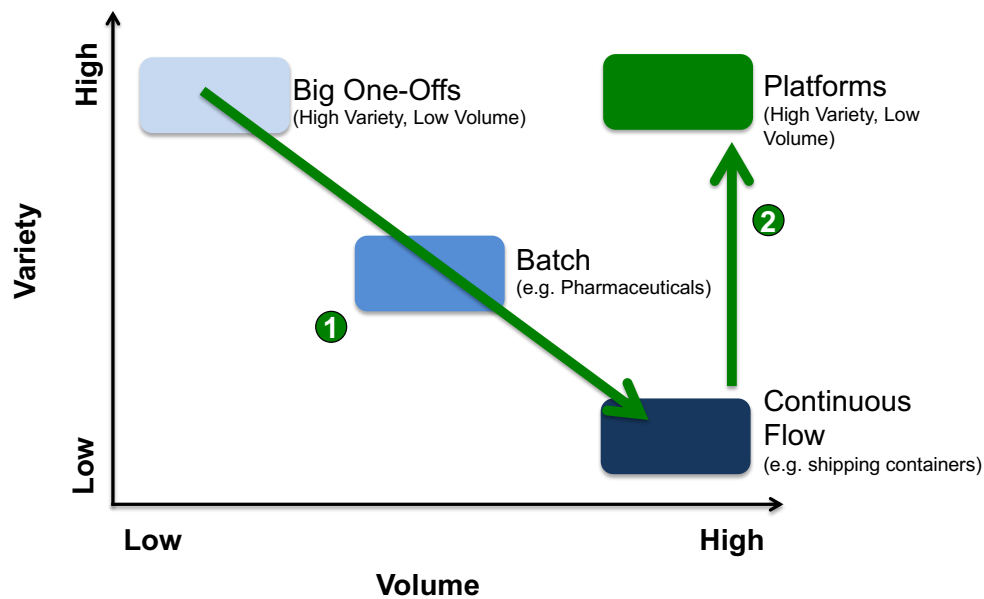 High
Variety
Low
Big One-Offs
(High Variety, Low Volume)
Platforms
(High Variety, Low
Volume)
2
Batch
(e.g. Pharmaceuticals)
1
Continuous
Flow
(e.g. shipping containers)
Low
High
Volume